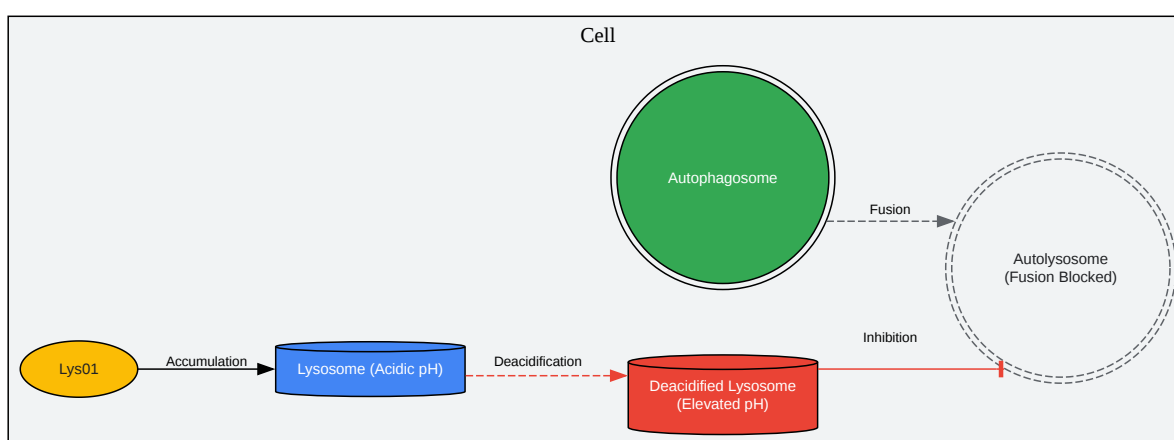 Cell
Autophagosome
Fusion
Autolysosome
(Fusion Blocked)
Inhibition
Lys01
Accumulation
Lysosome (Acidic pH)
Deacidification
Deacidified Lysosome
(Elevated pH)